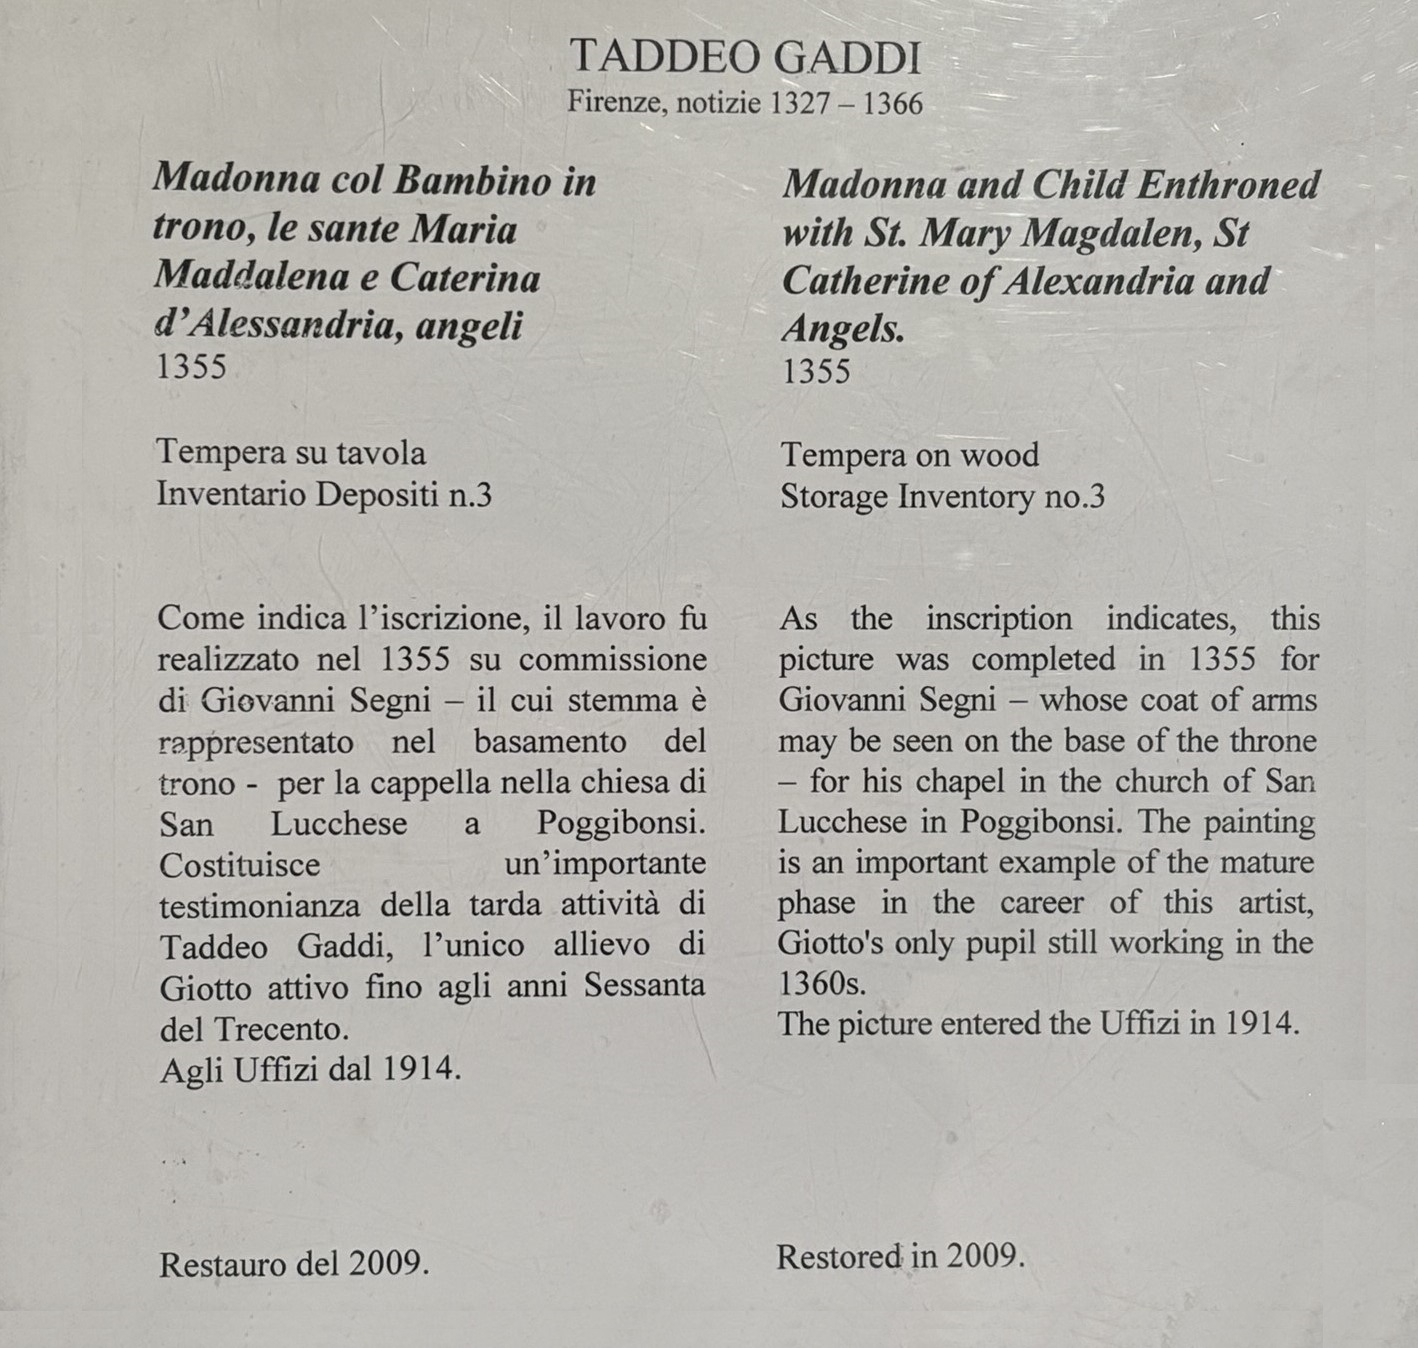 TADDEO GADDI
Firenze, notizie 1327 – 1366
Madonna col Bambino in
trono, le sante Maria
Maddalena e Caterina
d’Alessandria, angeli
1355
Tempera su tavola
Inventario Depositi n.3
Come indica l’iscrizione, il lavoro fu
realizzato nel 1355 su commissione
di Giovanni Segni – il cui stemma è
rappresentato nel basamento del
trono - per la cappella nella chiesa di
San Lucchese a Poggibonsi.
Costituisce un’importante
testimonianza della tarda attività di
Taddeo Gaddi, l’unico allievo di
Giotto attivo fino agli anni Sessanta
del Trecento.
Agli Uffizi dal 1914.
Restauro del 2009.
Madonna and Child Enthroned
with St. Mary Magdalen, St
Catherine of Alexandria and
Angels.
1355
Tempera on wood
Storage Inventory no.3
As the inscription indicates, this
picture was completed in 1355 for
Giovanni Segni – whose coat of arms
may be seen on the base of the throne
– for his chapel in the church of San
Lucchese in Poggibonsi. The painting
is an important example of the mature
phase in the career of this artist,
Giotto's only pupil still working in the
1360s.
The picture entered the Uffizi in 1914.
Restored in 2009.